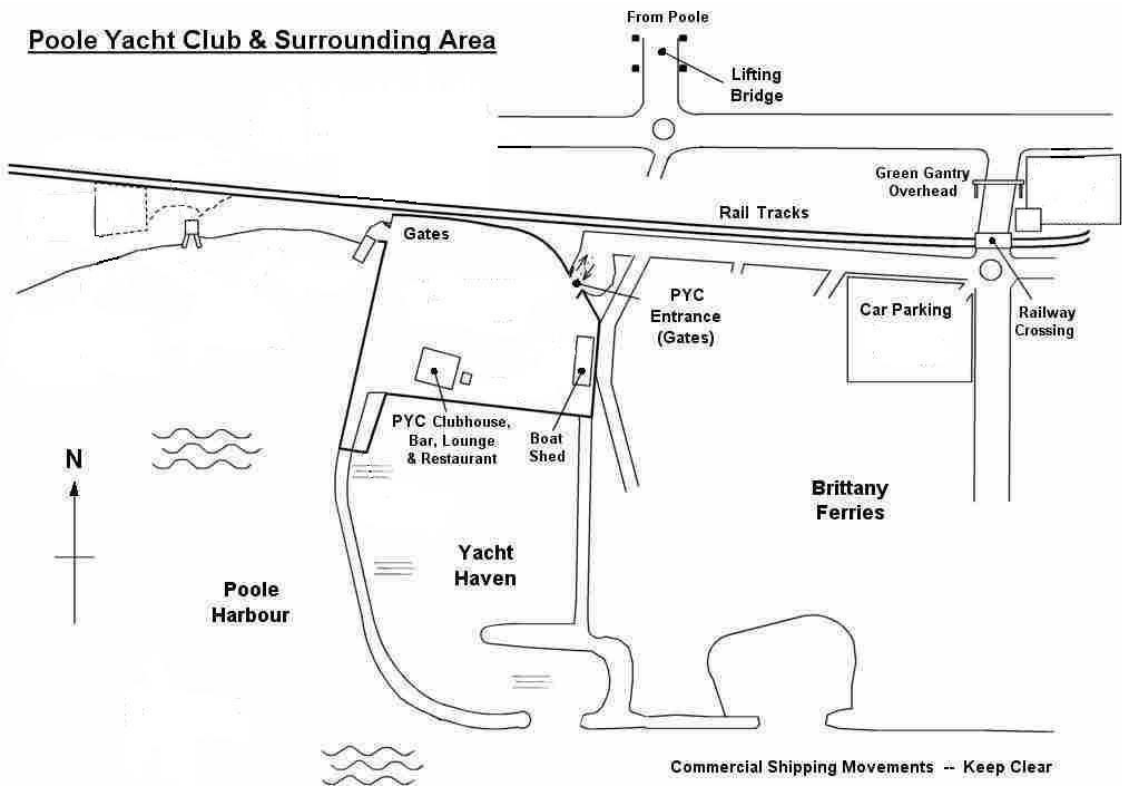 Poole Yacht Club & Surrounding Area
From Poole
Lifting
Bridge
Green Gantry
Overhead
Rail Tracks
Gates
PYC
Entrance
(Gates)
Car Parking
Railway
Crossing
PYC Clubhouse,
Bar, Lounge
& Restaurant
Boat
Shed
N
Brittany
Ferries
Yacht
Haven
Poole
Harbour
Commercial Shipping Movements -- Keep Clear